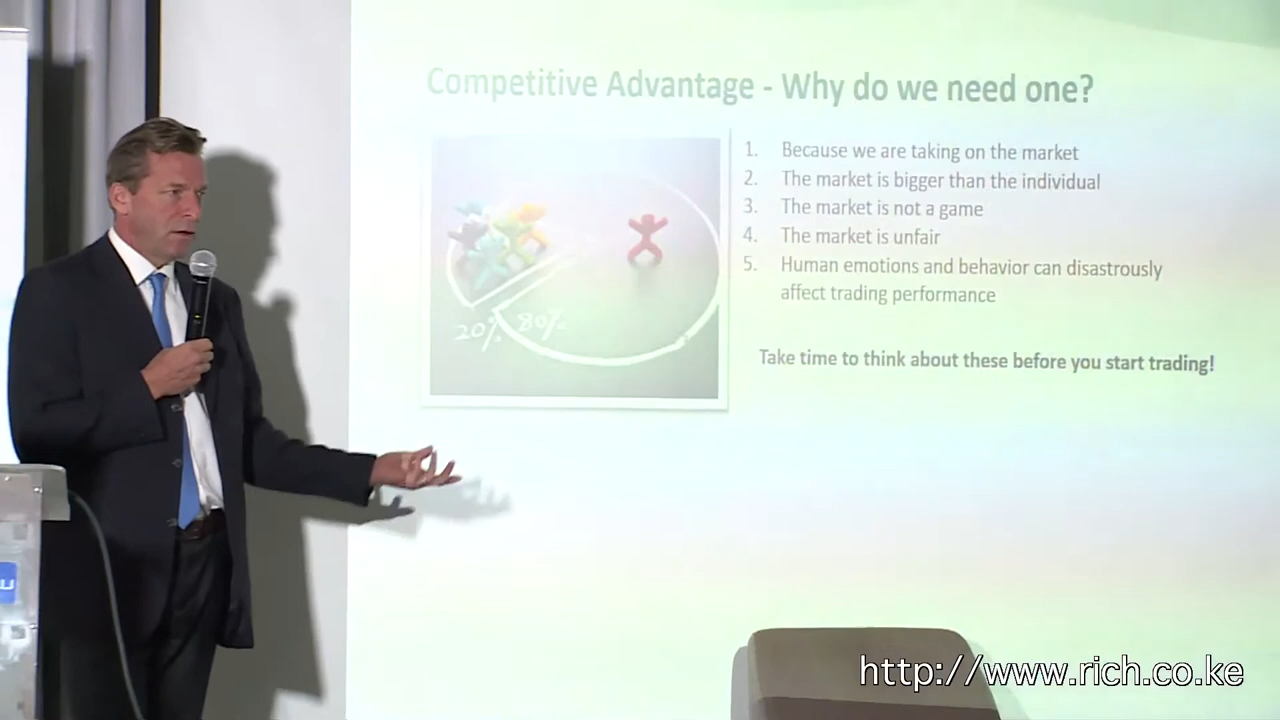 Competitive Advantage - Why do we need one?
1. Because we are taking on the market
2. The market is bigger than the individual
3. The market is not a game
4. The market is unfair
5. Human emotions and behavior can disastrously
affect trading performance
20% 80%
Take time to think about these before you start trading!
http://www.rich.co.ke